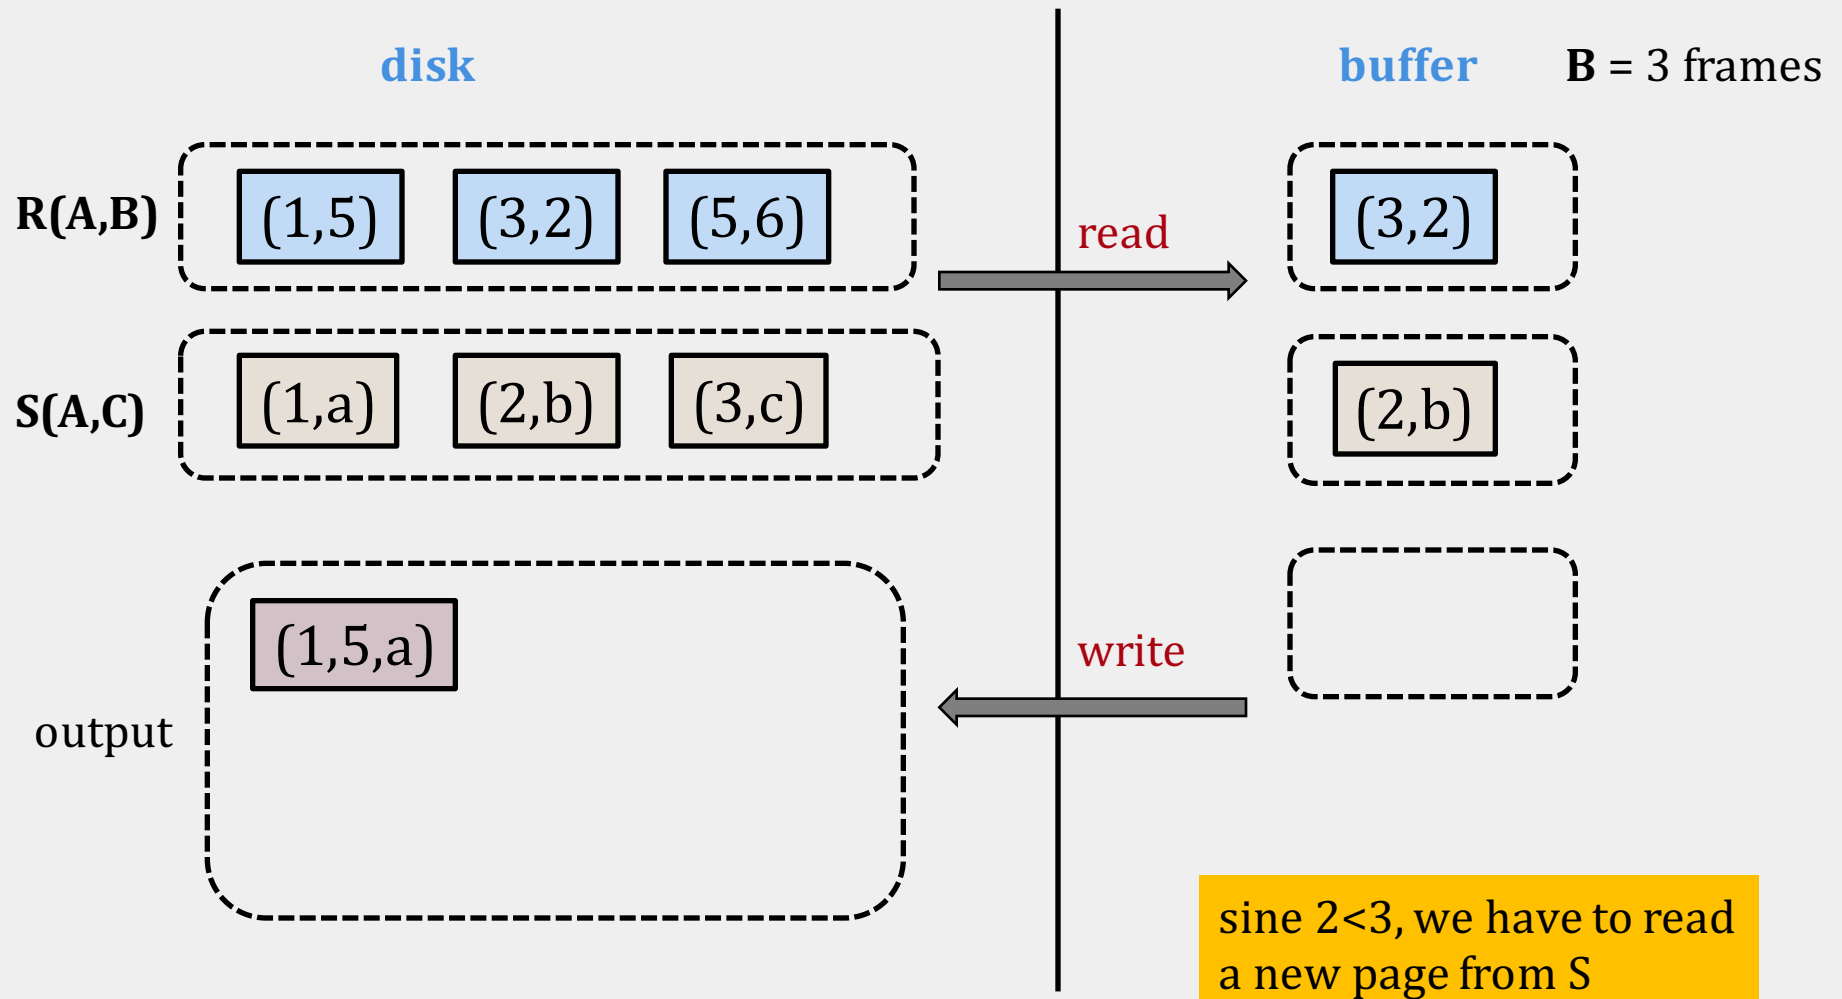 disk
buffer
B = 3 frames
R(A,B)
(1,5)
(3,2)
(5,6)
read
(3,2)
S(A,C)
(1,a)
(2,b)
(3,c)
(2,b)
output
(1,5,a)
write
sine 2<3, we have to read
a new page from S